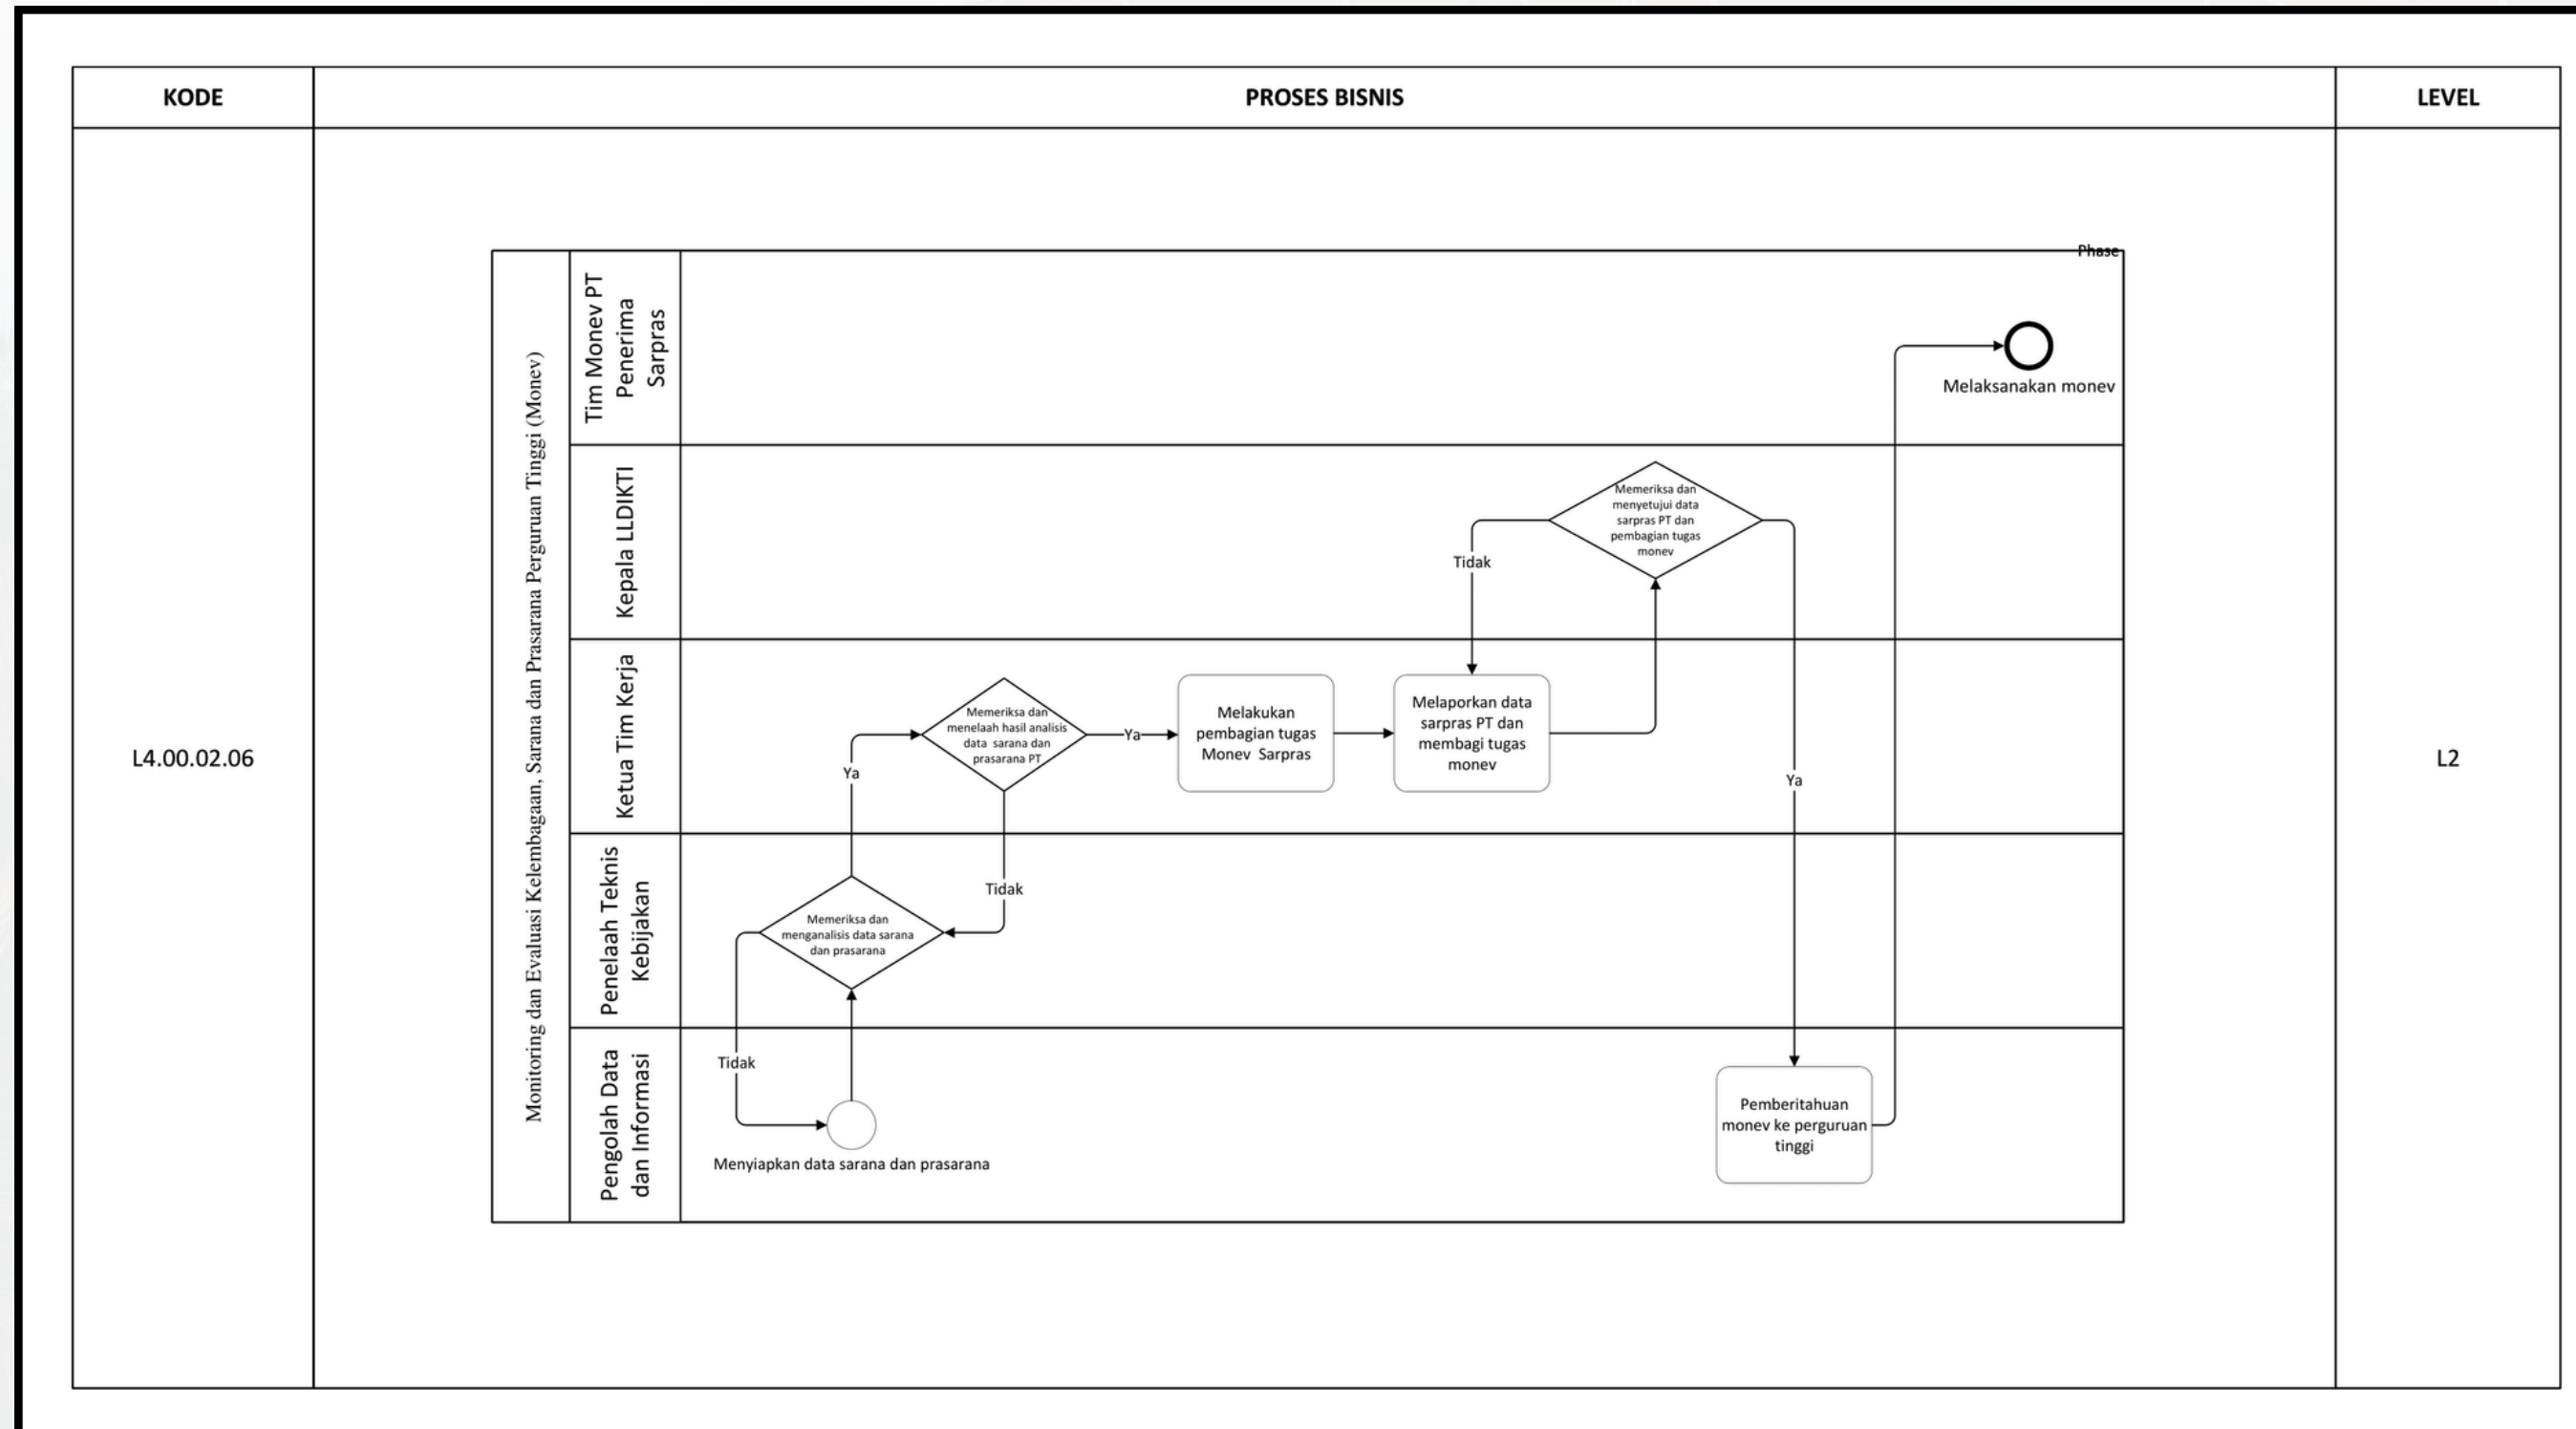 KODE
PROSES BISNIS
LEVEL
L4.00.02.06
L2
Monitoring dan Evaluasi Kelembagaan, Sarana dan Prasarana Perguruan Tinggi (Monev)
Phase
Tim Monev PT
Penerima
Sarpras
Melaksanakan monev
Kepala LLDIKTI
Memeriksa dan
menyetujui data
sarpras PT dan
pembagian tugas
monev
Tidak
Ketua Tim Kerja
Memeriksa dan
menelaah hasil analisis
data  sarana dan
prasarana PT
Ya
Ya
Melakukan
pembagian tugas
Monev  Sarpras
Melaporkan data
sarpras PT dan
membagi tugas
monev
Ya
Penelaah Teknis
Kebijakan
Memeriksa dan
menganalisis data sarana
dan prasarana
Tidak
Pengolah Data
dan Informasi
Tidak
Menyiapkan data sarana dan prasarana
Pemberitahuan
monev ke perguruan
tinggi